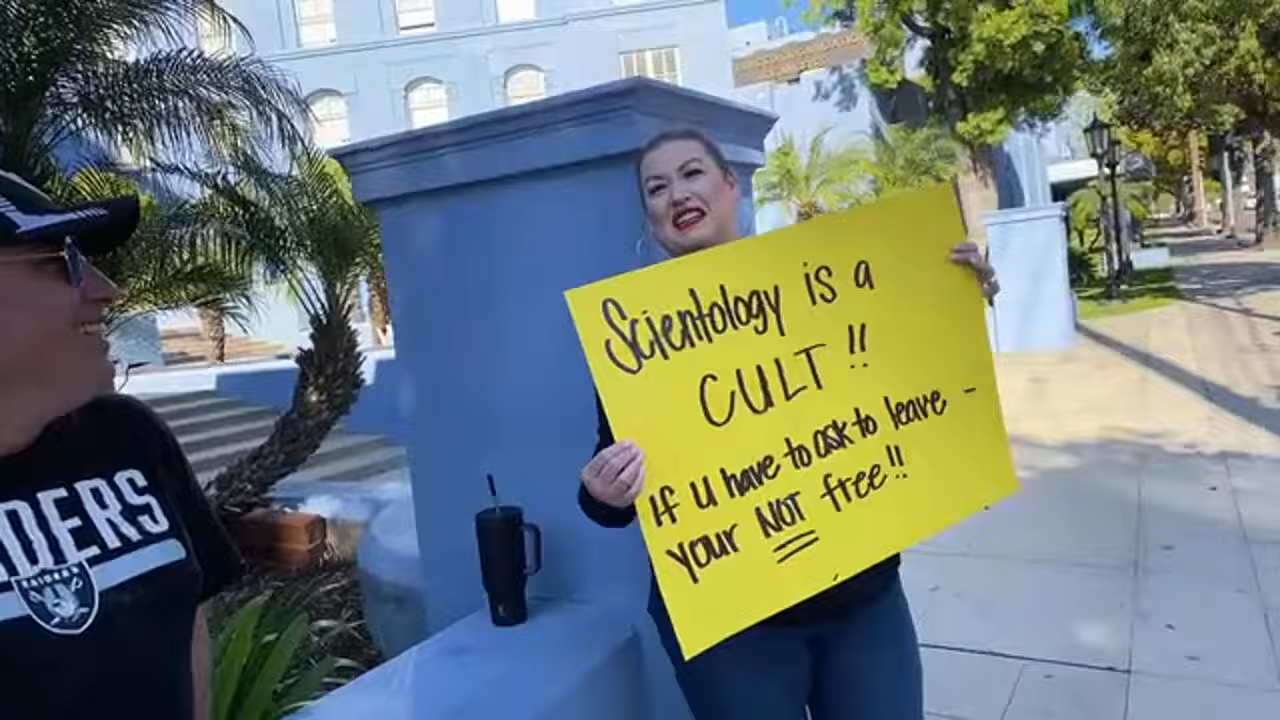 Scientology is a
CULT!!
If u have to ask to leave -
your NOT free!!
DERS
RAIDERS